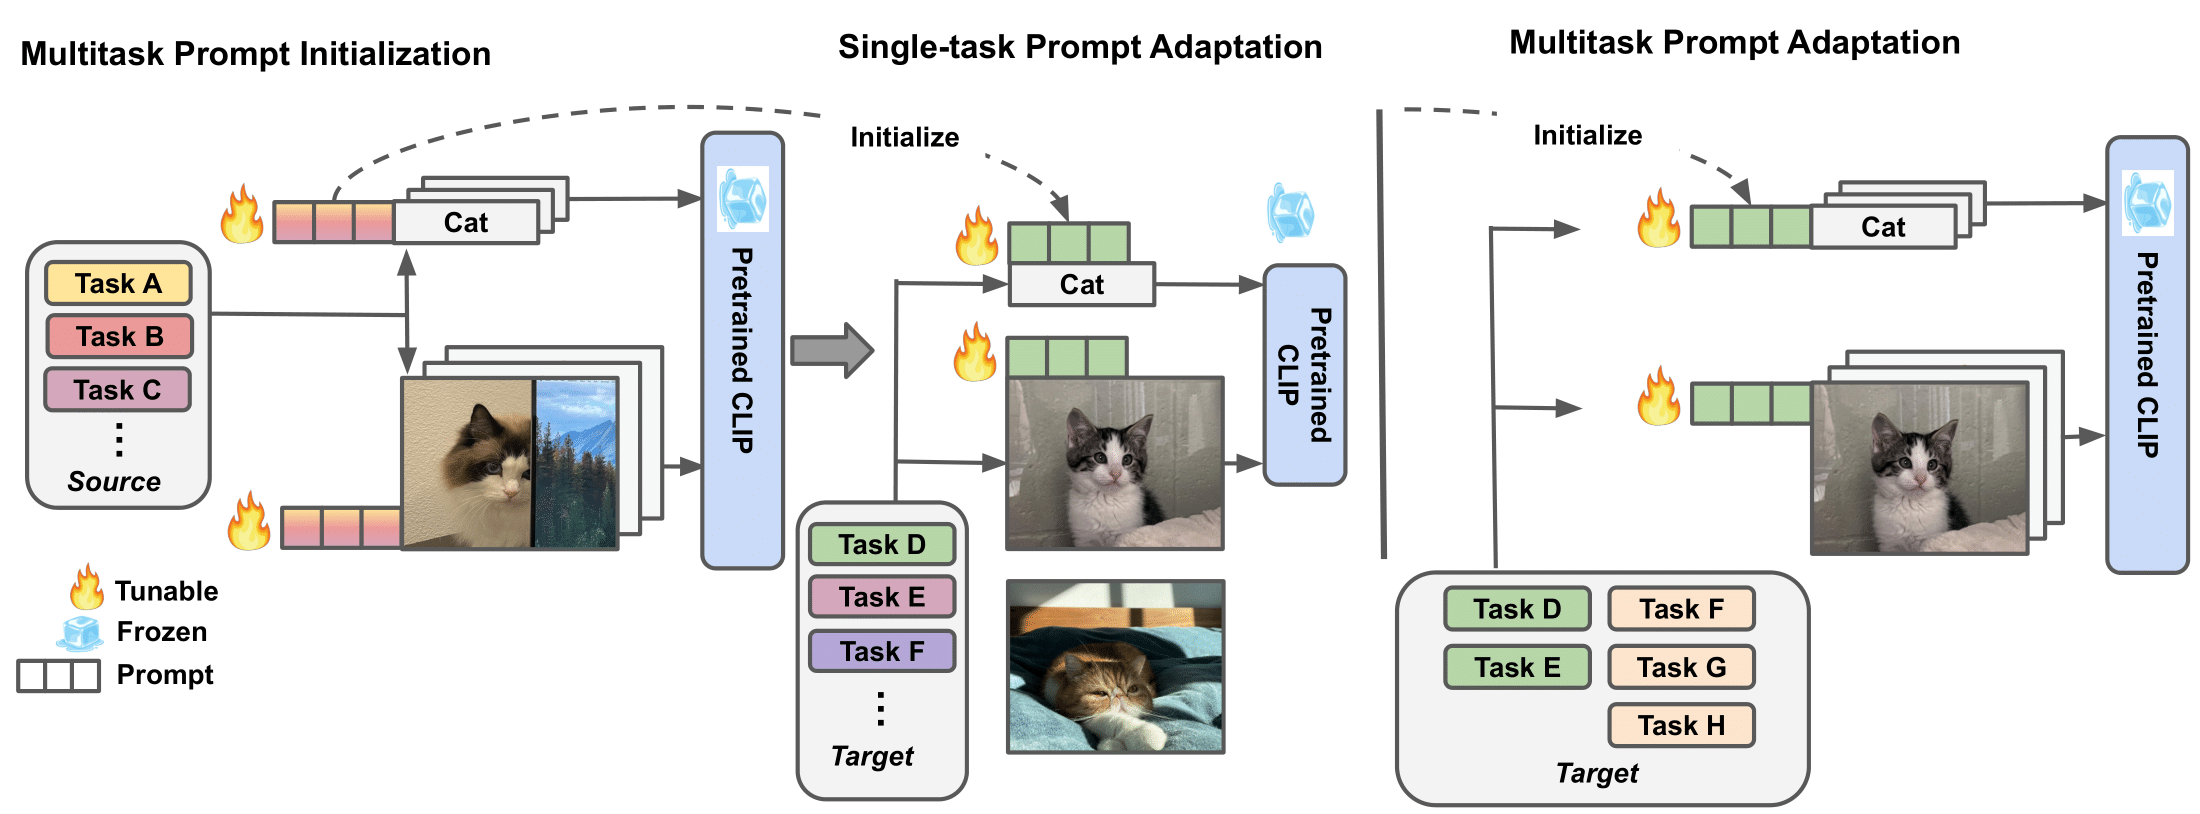 Multitask Prompt Initialization
Cat
Task A
Task B
Task C
Source
Pretrained CLIP
Tunable
Frozen
Prompt
Single-task Prompt Adaptation
Initialize
Cat
Pretrained
CLIP
Task D
Task E
Task F
Target
Multitask Prompt Adaptation
Initialize
Cat
Pretrained CLIP
Task D
Task F
Task E
Task G
Task H
Target